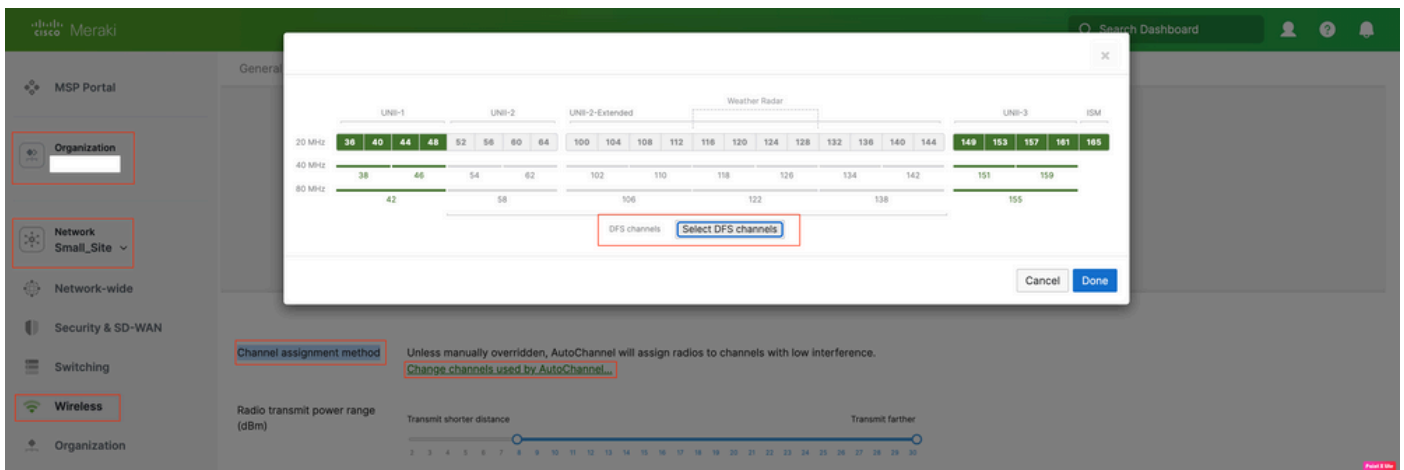 cisco Meraki
Search Dashboard
MSP Portal
General
Organization
Network
Small_Site
Network-wide
Security & SD-WAN
Switching
Wireless
Organization
Weather Radar
UNII-1 UNII-2 UNII-2-Extended UNII-3 ISM
20 MHz 36 40 44 48 52 56 60 64 100 104 108 112 116 120 124 128 132 136 140 144 149 153 157 161 165
40 MHz 38 46 54 62 102 110 118 126 134 142 151 159
80 MHz 42 58 106 122 138 155
DFS channels Select DFS channels
Cancel Done
Channel assignment method
Unless manually overridden, AutoChannel will assign radios to channels with low interference.
Change channels used by AutoChannel...
Radio transmit power range
(dBm)
Transmit shorter distance Transmit farther
2 3 4 5 6 7 8 9 10 11 12 13 14 15 16 17 18 19 20 21 22 23 24 25 26 27 28 29 30